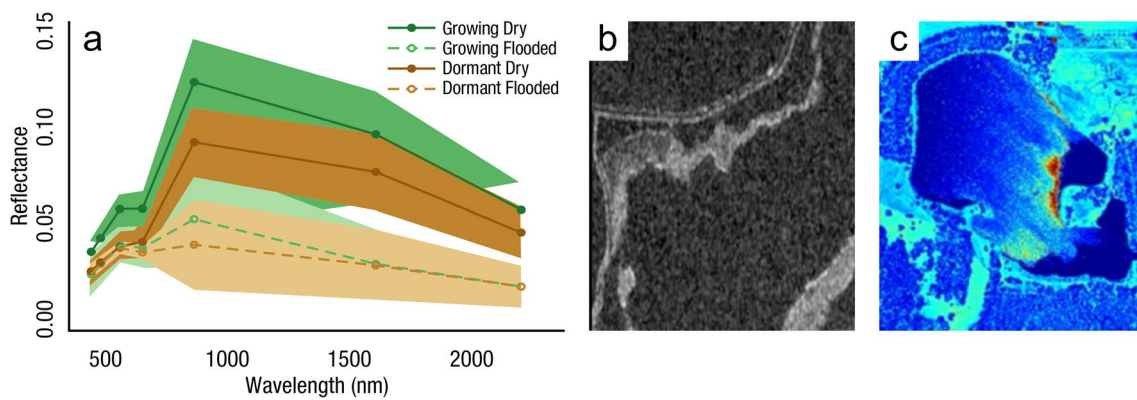 a
Growing Dry
Growing Flooded
Dormant Dry
Dormant Flooded
0.15
0.10
0.05
0.00
Reflectance
500 1000 1500 2000
Wavelength (nm)
b
c